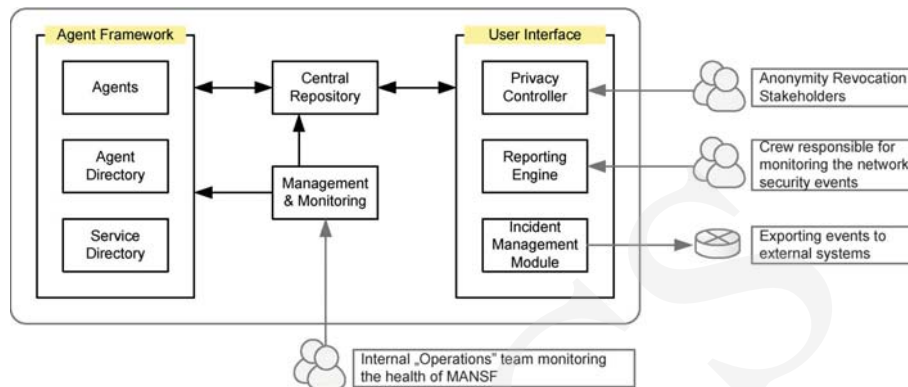 Agent Framework
Agents
Agent
Directory
Service
Directory
Central
Repository
Management
& Monitoring
User Interface
Privacy
Controller
Reporting
Engine
Incident
Management
Module
Anonymity Revocation
Stakeholders
Crew responsible for
monitoring the network
security events
Exporting events to
external systems
Internal „Operations” team monitoring
the health of MANSF